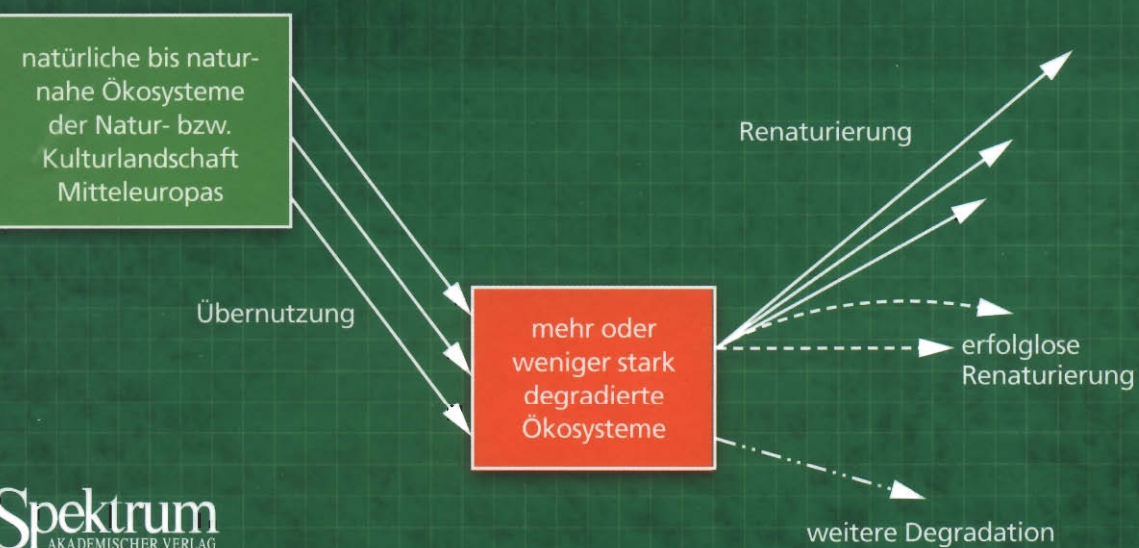 natürliche bis natur-
nahe Ökosysteme
der Natur- bzw.
Kulturlandschaft
Mitteleuropas
Übernutzung
mehr oder
weniger stark
degradierte
Ökosysteme
Renaturierung
erfolglose
Renaturierung
weitere Degradation
Spektrum
AKADEMISCHER VERLAG